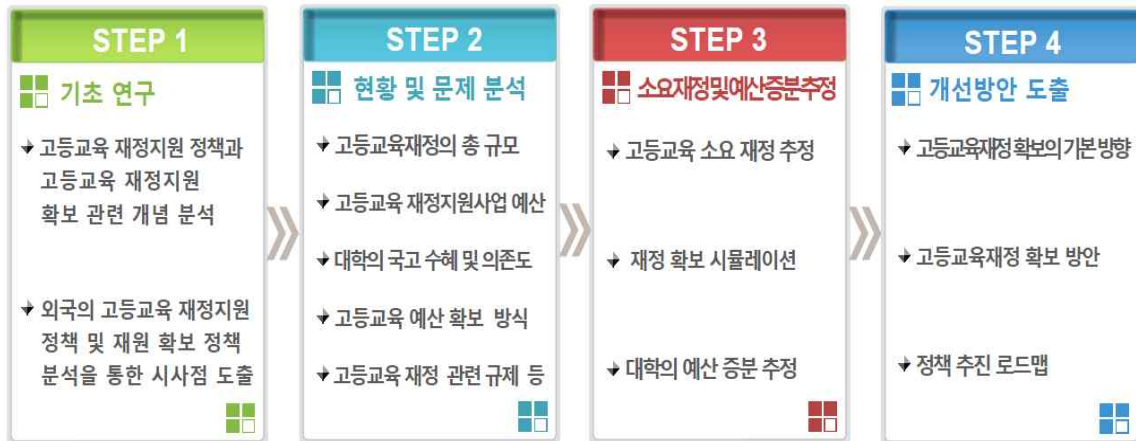 STEP 1
기초 연구
고등교육 재정지원 정책과
고등교육 재정지원
확보 관련 개념 분석
외국의 고등교육 재정지원
정책 및 재원 확보 정책
분석을 통한 시사점 도출
STEP 2
현황 및 문제 분석
고등교육재정의 총 규모
고등교육 재정지원사업 예산
대학의 국고 수혜 및 의존도
고등교육 예산 확보 방식
고등교육 재정 관련 규제 등
STEP 3
소요재정및예산증분추정
고등교육 소요 재정 추정
재정 확보 시뮬레이션
대학의 예산 증분 추정
STEP 4
개선방안 도출
고등교육재정 확보의 기본 방향
고등교육재정 확보 방안
정책 추진 로드맵